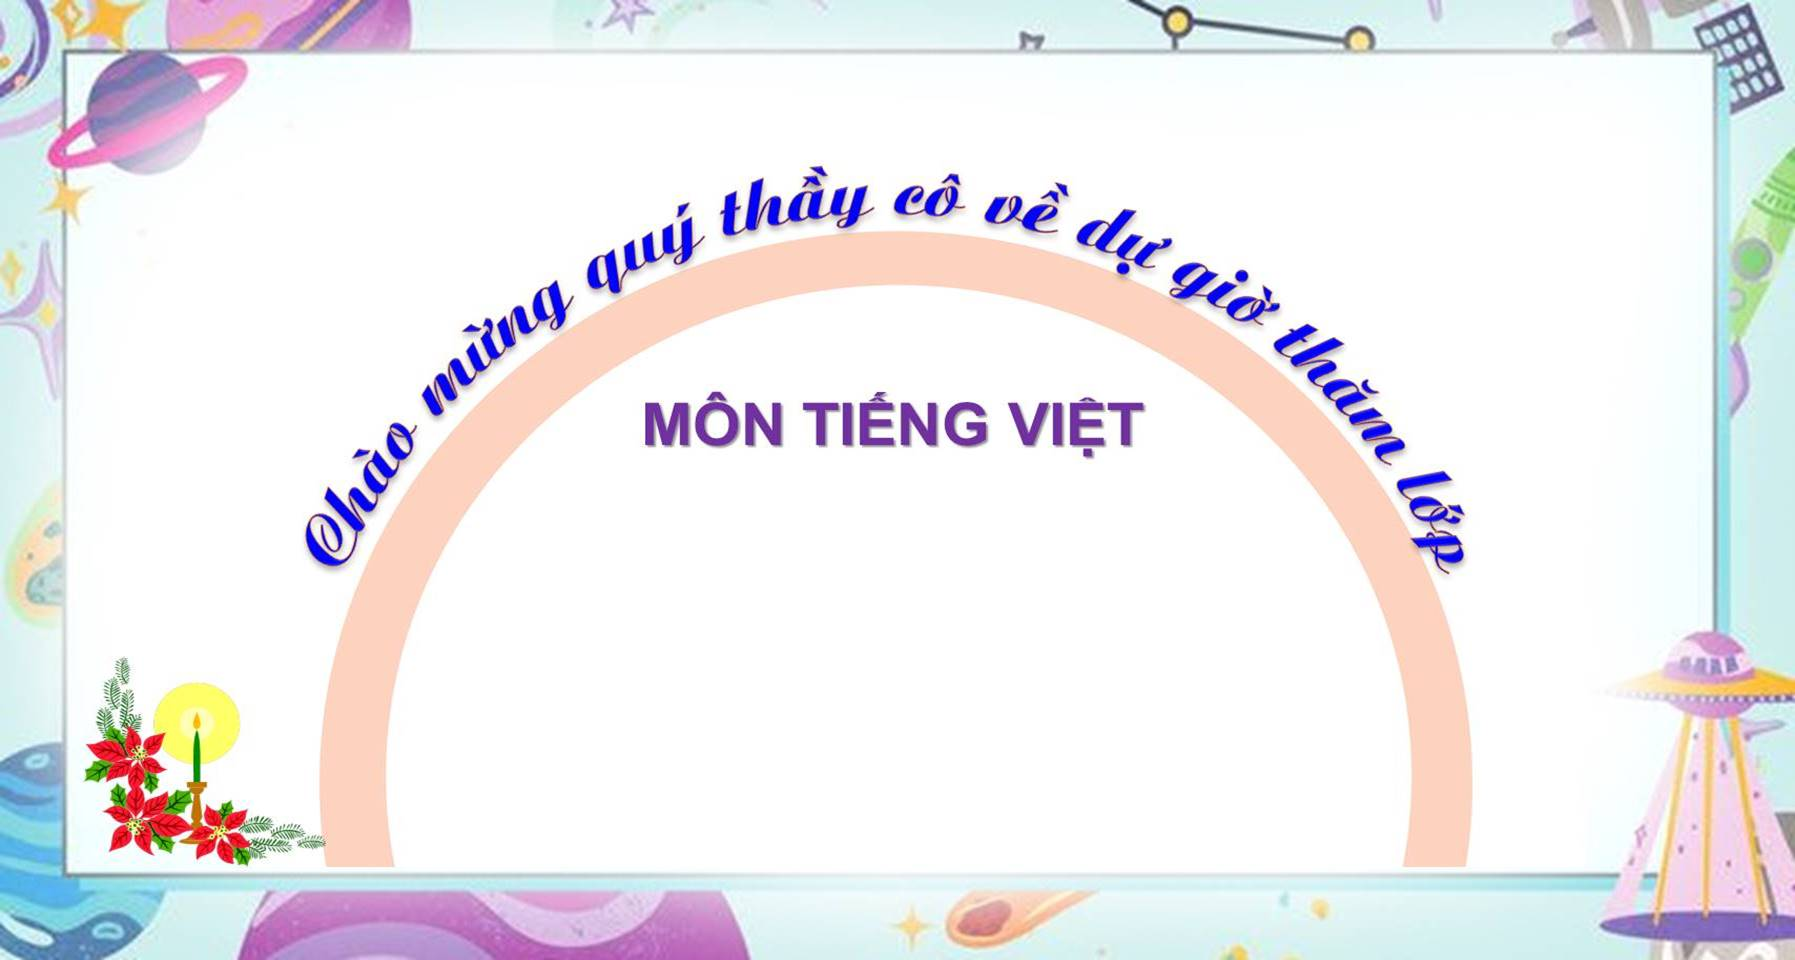 Chào mừng quý thầy cô về dự giờ thăm lớp
MÔN TIẾNG VIỆT